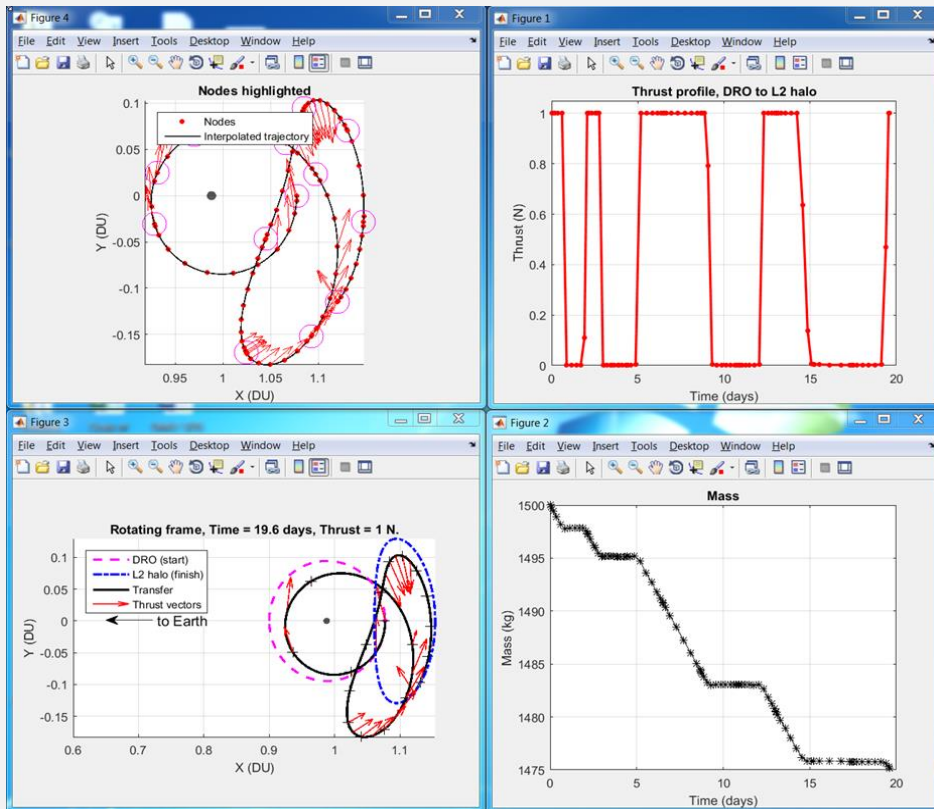 Figure 4
File Edit View Insert Tools Desktop Window Help
Nodes highlighted
Nodes
Interpolated trajectory
0.1
0.05
0
-0.05
-0.1
-0.15
Y (DU)
0.95 1 1.05 1.1
X (DU)
Figure 1
File Edit View Insert Tools Desktop Window Help
Thrust profile, DRO to L2 halo
1
0.8
0.6
0.4
0.2
0
Thrust (N)
0 5 10 15 20
Time (days)
Figure 3
File Edit View Insert Tools Desktop Window Help
Rotating frame, Time = 19.6 days, Thrust = 1 N.
DRO (start)
L2 halo (finish)
Transfer
Thrust vectors
to Earth
0.1
0.05
0
-0.05
-0.1
-0.15
Y (DU)
0.6 0.7 0.8 0.9 1 1.1
X (DU)
Figure 2
File Edit View Insert Tools Desktop Window Help
Mass
1500
1495
1490
1485
1480
1475
Mass (kg)
0 5 10 15 20
Time (days)